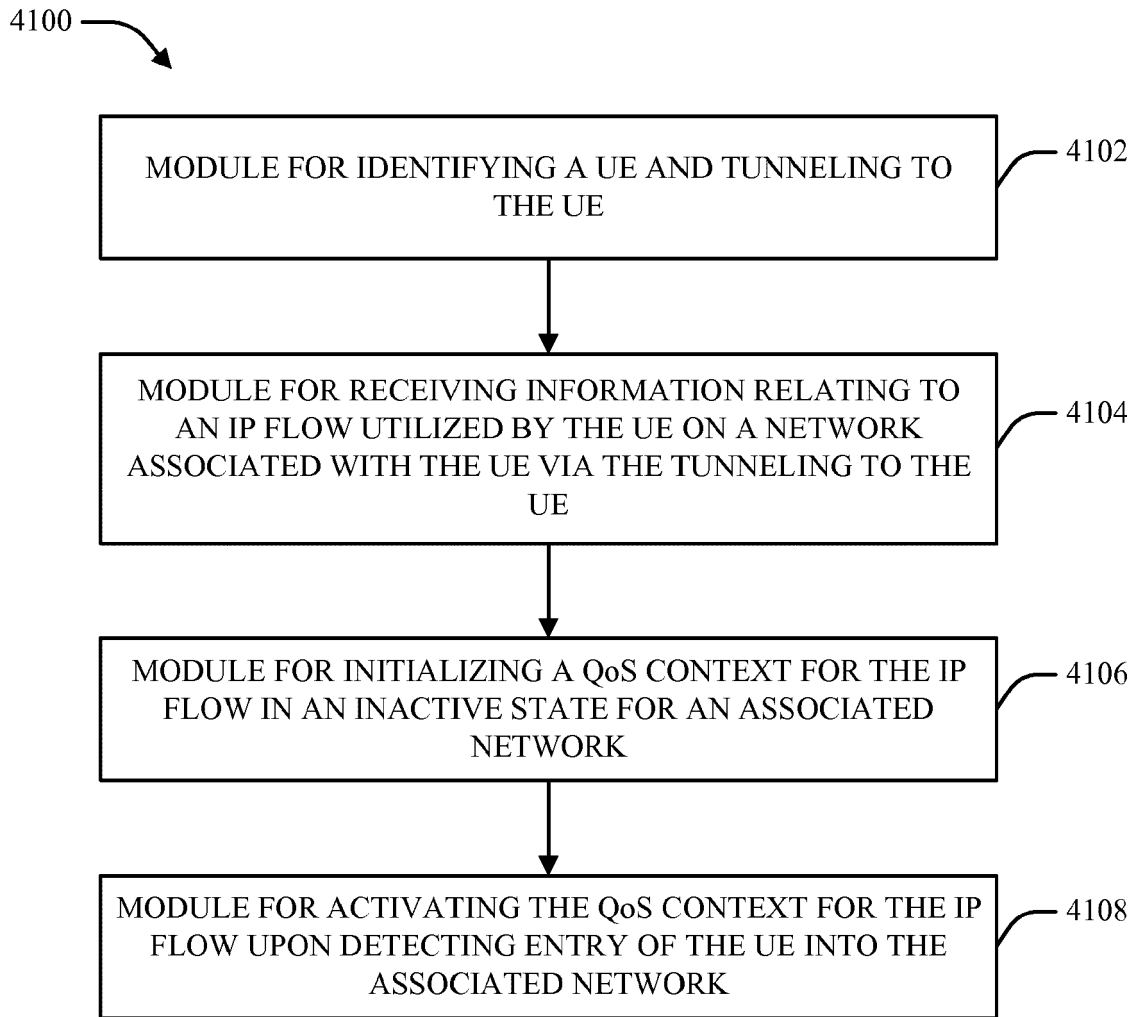 4100
MODULE FOR IDENTIFYING A UE AND TUNNELING TO
THE UE
4102
MODULE FOR RECEIVING INFORMATION RELATING TO
AN IP FLOW UTILIZED BY THE UE ON A NETWORK
ASSOCIATED WITH THE UE VIA THE TUNNELING TO THE
UE
4104
MODULE FOR INITIALIZING A QoS CONTEXT FOR THE IP
FLOW IN AN INACTIVE STATE FOR AN ASSOCIATED
NETWORK
4106
MODULE FOR ACTIVATING THE QoS CONTEXT FOR THE IP
FLOW UPON DETECTING ENTRY OF THE UE INTO THE
ASSOCIATED NETWORK
4108